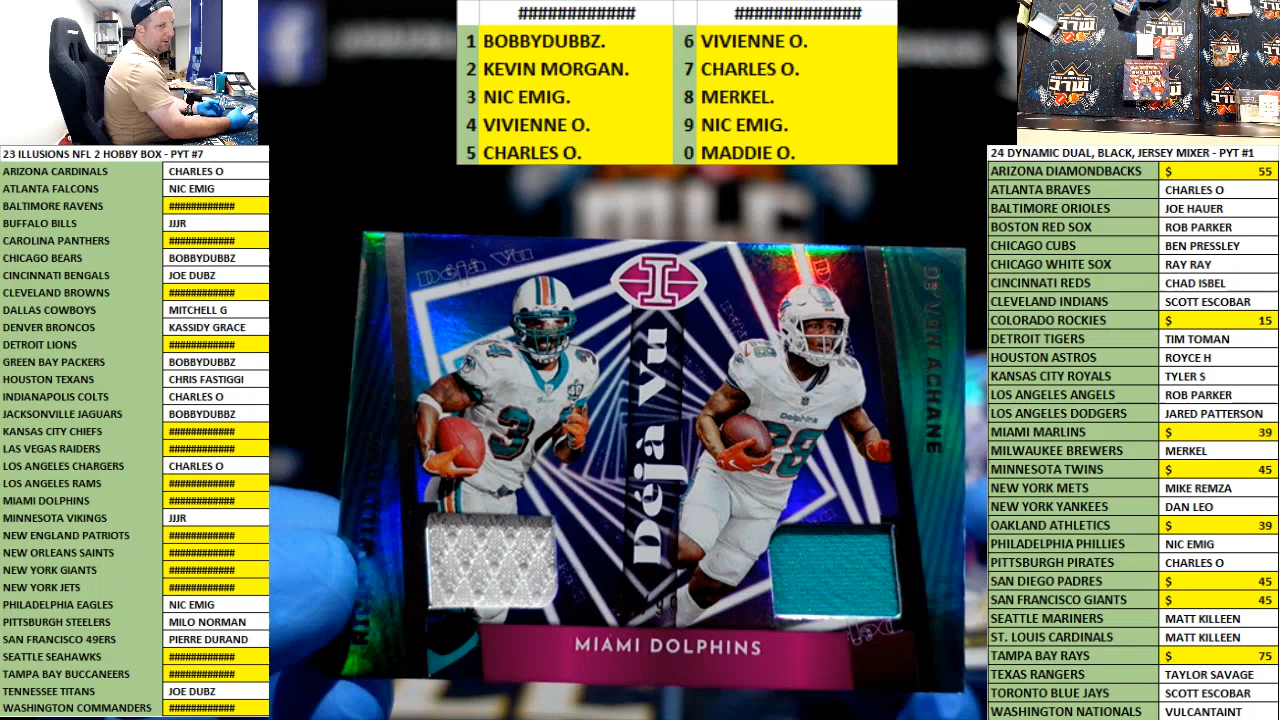 ############ ############
1 BOBBYDUBBZ. 6 VIVIENNE O.
2 KEVIN MORGAN. 7 CHARLES O.
3 NIC EMIG. 8 MERKEL.
4 VIVIENNE O. 9 NIC EMIG.
5 CHARLES O. 0 MADDIE O.
23 ILLUSIONS NFL 2 HOBBY BOX - PYT #7
ARIZONA CARDINALS CHARLES O
ATLANTA FALCONS NIC EMIG
BALTIMORE RAVENS ############
BUFFALO BILLS JJJR
CAROLINA PANTHERS ############
CHICAGO BEARS BOBBYDUBBZ
CINCINNATI BENGALS JOE DUBZ
CLEVELAND BROWNS ############
DALLAS COWBOYS MITCHELL G
DENVER BRONCOS KASSIDY GRACE
DETROIT LIONS ############
GREEN BAY PACKERS BOBBYDUBBZ
HOUSTON TEXANS CHRIS FASTIGGI
INDIANAPOLIS COLTS CHARLES O
JACKSONVILLE JAGUARS BOBBYDUBBZ
KANSAS CITY CHIEFS ############
LAS VEGAS RAIDERS ############
LOS ANGELES CHARGERS CHARLES O
LOS ANGELES RAMS ############
MIAMI DOLPHINS ############
MINNESOTA VIKINGS JJJR
NEW ENGLAND PATRIOTS ############
NEW ORLEANS SAINTS ############
NEW YORK GIANTS ############
NEW YORK JETS ############
PHILADELPHIA EAGLES NIC EMIG
PITTSBURGH STEELERS MILO NORMAN
SAN FRANCISCO 49ERS PIERRE DURAND
SEATTLE SEAHAWKS ############
TAMPA BAY BUCCANEERS ############
TENNESSEE TITANS JOE DUBZ
WASHINGTON COMMANDERS ############
Déjà Vu
I
Déjà Vu
DE'VON ACHANE
34
Dolphins
28
MIAMI DOLPHINS
24 DYNAMIC DUAL, BLACK, JERSEY MIXER - PYT #1
ARIZONA DIAMONDBACKS $ 55
ATLANTA BRAVES CHARLES O
BALTIMORE ORIOLES JOE HAUER
BOSTON RED SOX ROB PARKER
CHICAGO CUBS BEN PRESSLEY
CHICAGO WHITE SOX RAY RAY
CINCINNATI REDS CHAD ISBEL
CLEVELAND INDIANS SCOTT ESCOBAR
COLORADO ROCKIES $ 15
DETROIT TIGERS TIM TOMAN
HOUSTON ASTROS ROYCE H
KANSAS CITY ROYALS TYLER S
LOS ANGELES ANGELS ROB PARKER
LOS ANGELES DODGERS JARED PATTERSON
MIAMI MARLINS $ 39
MILWAUKEE BREWERS MERKEL
MINNESOTA TWINS $ 45
NEW YORK METS MIKE REMZA
NEW YORK YANKEES DAN LEO
OAKLAND ATHLETICS $ 39
PHILADELPHIA PHILLIES NIC EMIG
PITTSBURGH PIRATES CHARLES O
SAN DIEGO PADRES $ 45
SAN FRANCISCO GIANTS $ 45
SEATTLE MARINERS MATT KILLEEN
ST. LOUIS CARDINALS MATT KILLEEN
TAMPA BAY RAYS $ 75
TEXAS RANGERS TAYLOR SAVAGE
TORONTO BLUE JAYS SCOTT ESCOBAR
WASHINGTON NATIONALS VULCANTAINT